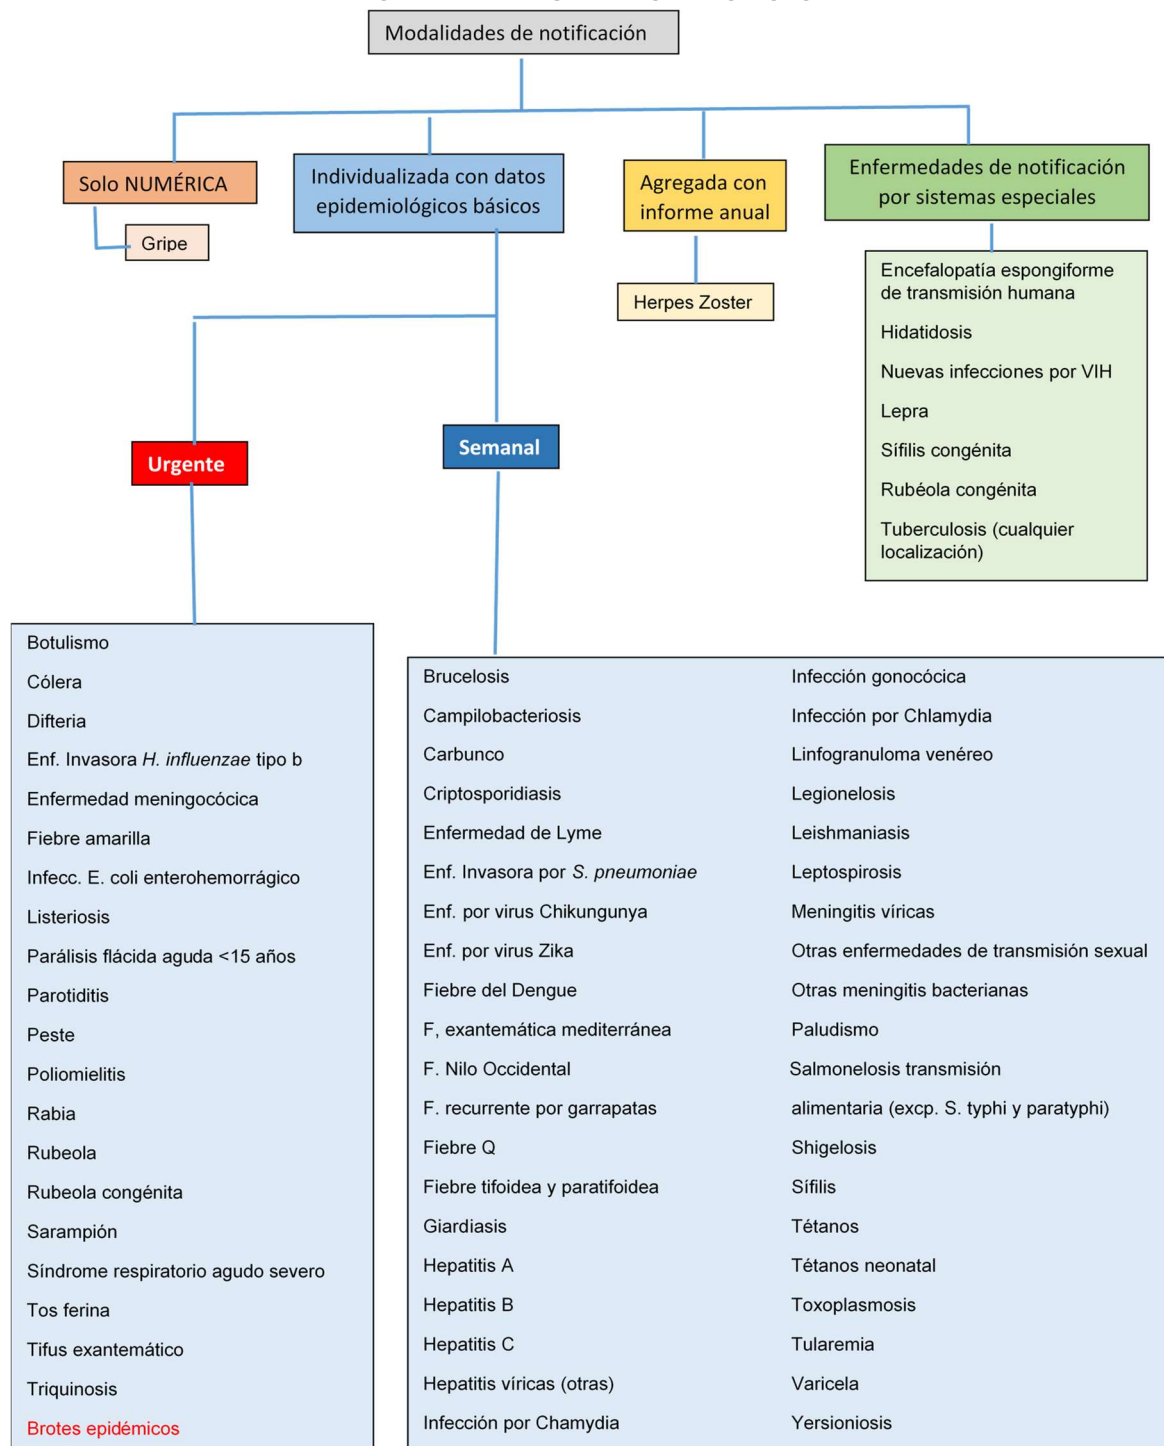 Modalidades de notificación
Solo NUMÉRICA
Gripe
Individualizada con datos
epidemiológicos básicos
Agregada con
informe anual
Herpes Zoster
Enfermedades de notificación
por sistemas especiales
Encefalopatía espongiforme
de transmisión humana
Hidatidosis
Nuevas infecciones por VIH
Lepra
Sífilis congénita
Rubéola congénita
Tuberculosis (cualquier
localización)
Urgente
Semanal
Botulismo
Cólera
Difteria
Enf. Invasora H. influenzae tipo b
Enfermedad meningocócica
Fiebre amarilla
Infecc. E. coli enterohemorrágico
Listeriosis
Parálisis flácida aguda <15 años
Parotiditis
Peste
Poliomielitis
Rabia
Rubeola
Rubeola congénita
Sarampión
Síndrome respiratorio agudo severo
Tos ferina
Tifus exantemático
Triquinosis
Brotes epidémicos
Brucelosis
Campilobacteriosis
Carbunco
Criptosporidiasis
Enfermedad de Lyme
Enf. Invasora por S. pneumoniae
Enf. por virus Chikungunya
Enf. por virus Zika
Fiebre del Dengue
F, exantemática mediterránea
F. Nilo Occidental
F. recurrente por garrapatas
Fiebre Q
Fiebre tifoidea y paratifoidea
Giardiasis
Hepatitis A
Hepatitis B
Hepatitis C
Hepatitis víricas (otras)
Infección por Chamydia
Infección gonocócica
Infección por Chlamydia
Linfogranuloma venéreo
Legionelosis
Leishmaniasis
Leptospirosis
Meningitis víricas
Otras enfermedades de transmisión sexual
Otras meningitis bacterianas
Paludismo
Salmonelosis transmisión
alimentaria (excp. S. typhi y paratyphi)
Shigelosis
Sífilis
Tétanos
Tétanos neonatal
Toxoplasmosis
Tularemia
Varicela
Yersioniosis